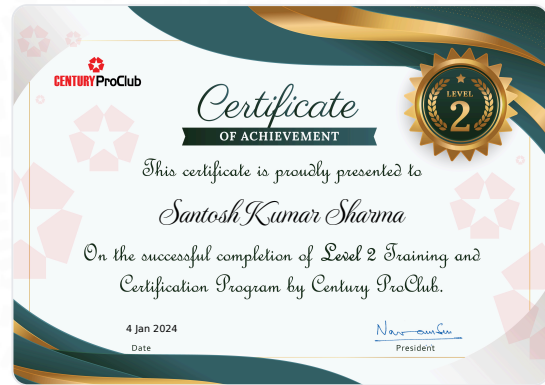 CENTURY ProClub
LEVEL
2
Certificate
OF ACHIEVEMENT
This certificate is proudly presented to
Santosh Kumar Sharma
On the successful completion of Level 2 Training and
Certification Program by Century ProClub.
4 Jan 2024
Date
President